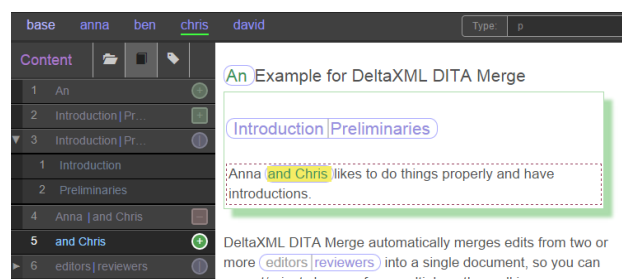 base anna ben chris david Type: p
Content
1 An
2 Introduction|Pr...
3 Introduction|Pr...
1 Introduction
2 Preliminaries
4 Anna |and Chris
5 and Chris
6 editors|reviewers
An Example for DeltaXML DITA Merge
Introduction|Preliminaries
Anna and Chris likes to do things properly and have
introductions.
DeltaXML DITA Merge automatically merges edits from two or
more editors|reviewers into a single document, so you can